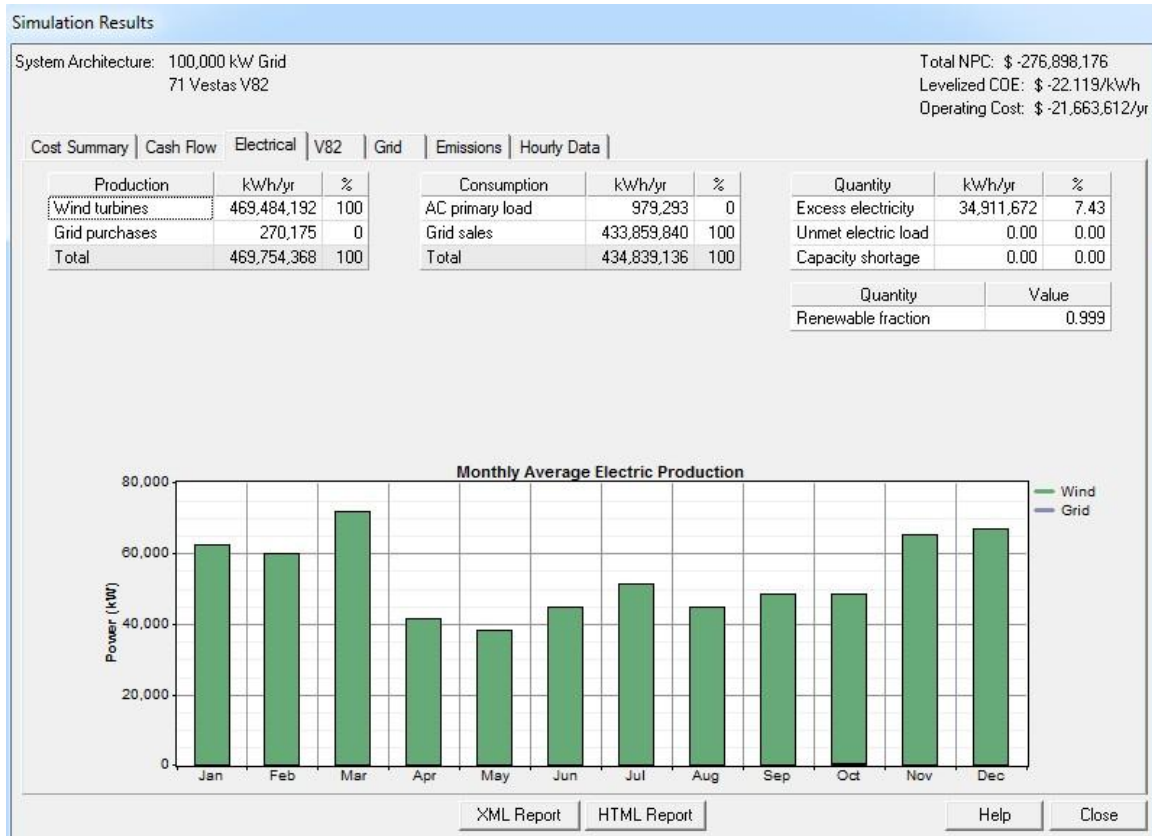 Simulation Results
System Architecture: 100,000 kW Grid
71 Vestas V82
Total NPC: $ -276,898,176
Levelized COE: $ -22.119/kWh
Operating Cost: $ -21,663,612/yr
Cost Summary Cash Flow Electrical V82 Grid Emissions Hourly Data
Production kWh/yr %
Wind turbines 469,484,192 100
Grid purchases 270,175 0
Total 469,754,368 100
Consumption kWh/yr %
AC primary load 979,293 0
Grid sales 433,859,840 100
Total 434,839,136 100
Quantity kWh/yr %
Excess electricity 34,911,672 7.43
Unmet electric load 0.00 0.00
Capacity shortage 0.00 0.00
Quantity Value
Renewable fraction 0.999
Monthly Average Electric Production
Wind
Grid
Power (kW)
80,000
60,000
40,000
20,000
0
Jan Feb Mar Apr May Jun Jul Aug Sep Oct Nov Dec
XML Report HTML Report Help Close